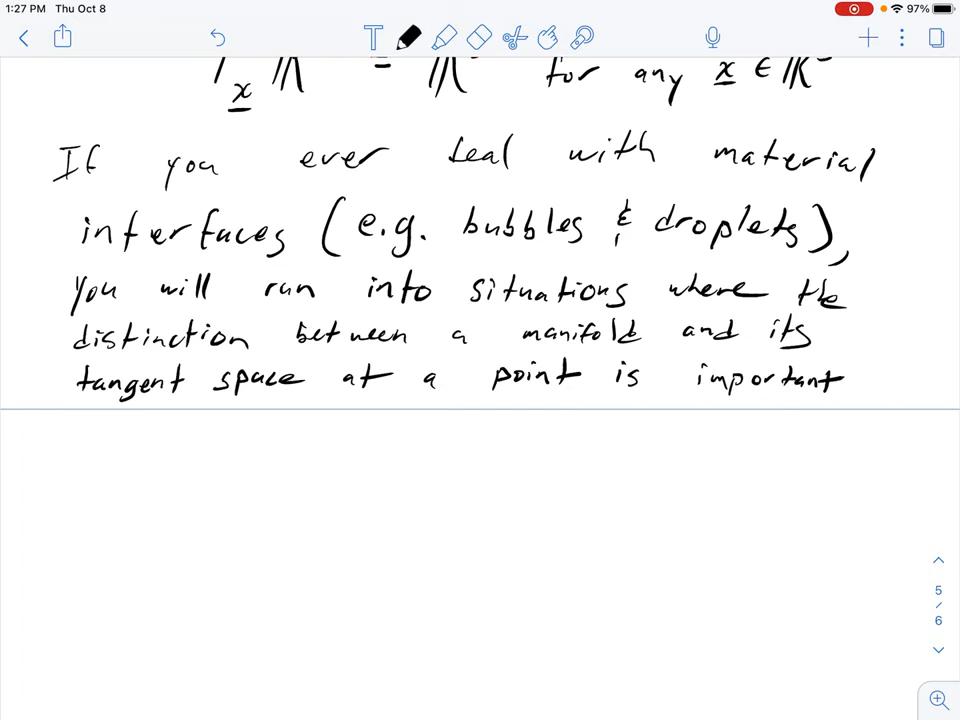 1:27 PM Thu Oct 8
97%
T
x ℝ = ℝ for any x ∈ ℝ
If you ever deal with material
interfaces (e.g. bubbles & droplets),
you will run into situations where the
distinction between a manifold and its
tangent space at a point is important
5
/
6